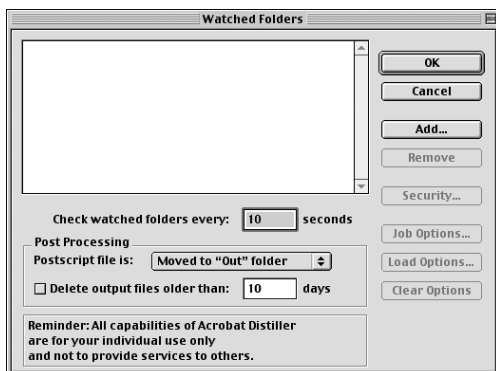 Watched Folders
OK
Cancel
Add...
Remove
Security...
Job Options...
Load Options...
Clear Options
Check watched folders every: 10 seconds
Post Processing
Postscript file is: Moved to “Out” folder
Delete output files older than: 10 days
Reminder: All capabilities of Acrobat Distiller
are for your individual use only
and not to provide services to others.